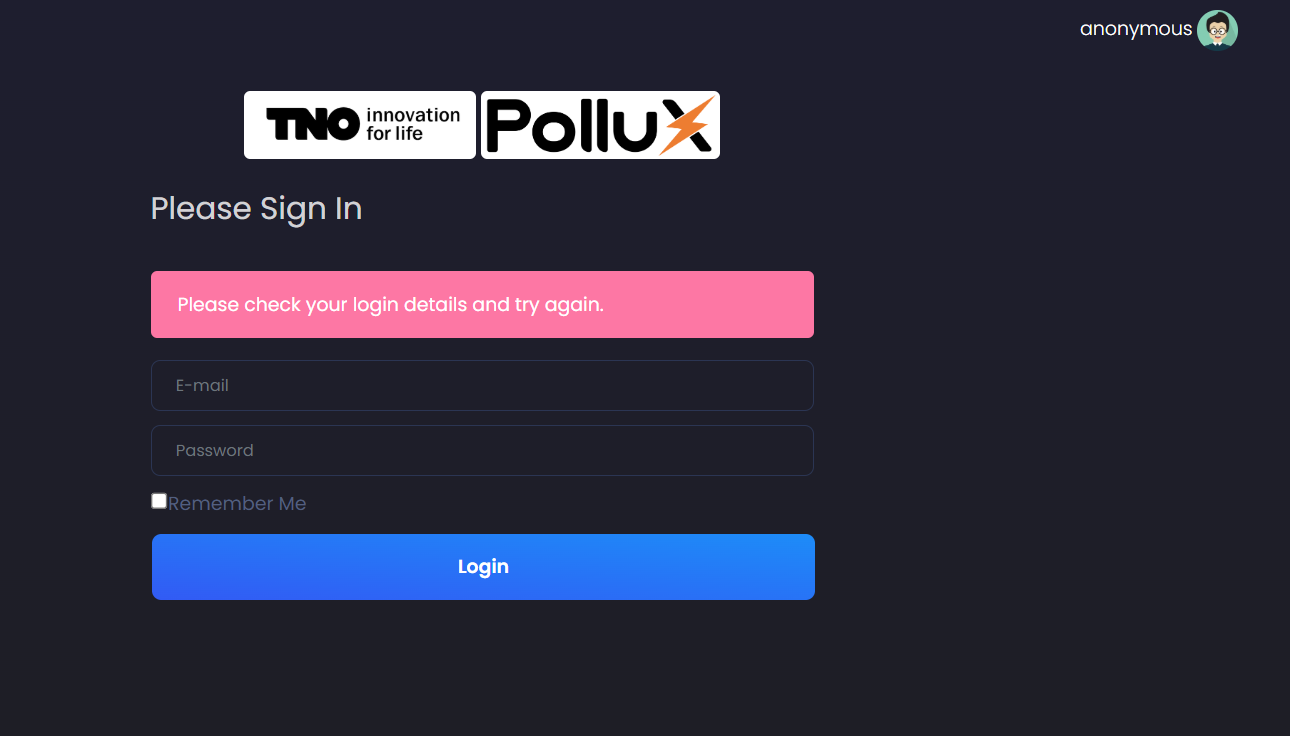 anonymous
TNO innovation
for life
Pollux
Please Sign In
Please check your login details and try again.
E-mail
Password
Remember Me
Login